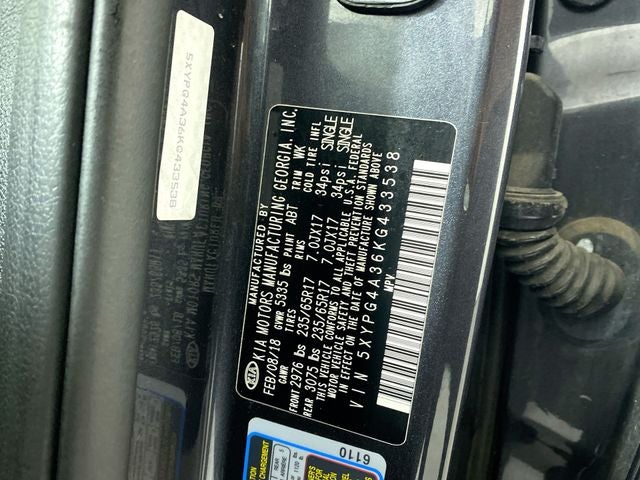 5XYPG4A36KG433538
KIA
MANUFACTURED BY
KIA MOTORS MANUFACTURING GEORGIA, INC.
FEB/08/18 GVWR 5335 lbs PAINT ABT TRIM WK
GAWR TIRES RIMS COLD TIRE INFL
FRONT 2976 lbs 235/65R17 7.0JX17 34psi SINGLE
REAR 3075 lbs 235/65R17 7.0JX17 34psi SINGLE
THIS VEHICLE CONFORMS TO ALL APPLICABLE U.S.A. FEDERAL
MOTOR VEHICLE SAFETY AND THEFT PREVENTION STANDARDS
IN EFFECT ON THE DATE OF MANUFACTURE SHOWN ABOVE
V I N 5XYPG4A36KG433538
MPV
6110